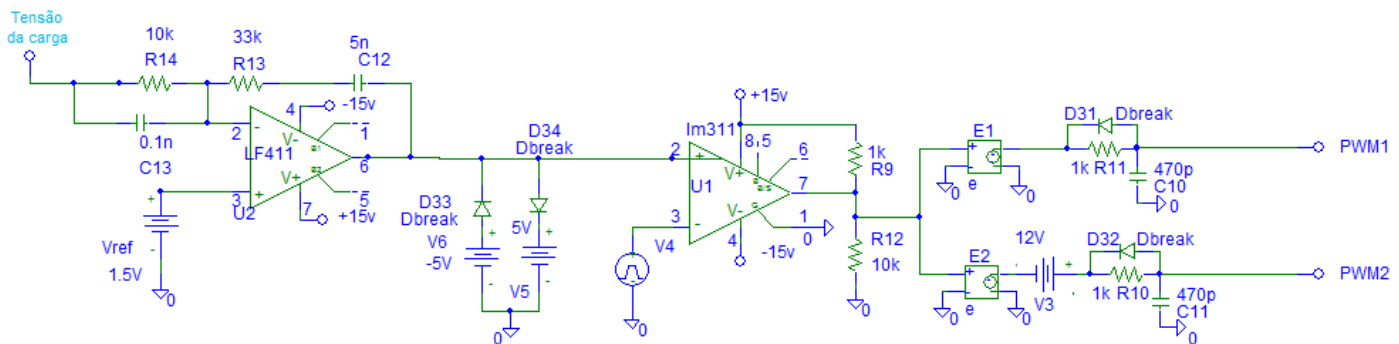 Tensão
da carga
10k
R14
33k
R13
5n
C12
0.1n
C13
4
-15v
V-
1
2
-
LF411
B1
B2
6
V+
5
+
3
U2
7
+15v
+
-
Vref
1.5V
0
D34
Dbreak
D33
Dbreak
V6
-5V
+
-
5V
+
-
V5
0
+15v
lm311
8
5
6
2
+
V+
U1
B
B/S
7
3
-
V-
G
1
0
V4
4
-15v
0
1k
R9
R12
10k
0
E1
+
-
+
-
0
0
e
D31
Dbreak
1k R11
470p
C10
0
PWM1
12V
E2
+
-
+
-
0
0
e
-
+
V3
D32
Dbreak
1k R10
470p
C11
0
PWM2